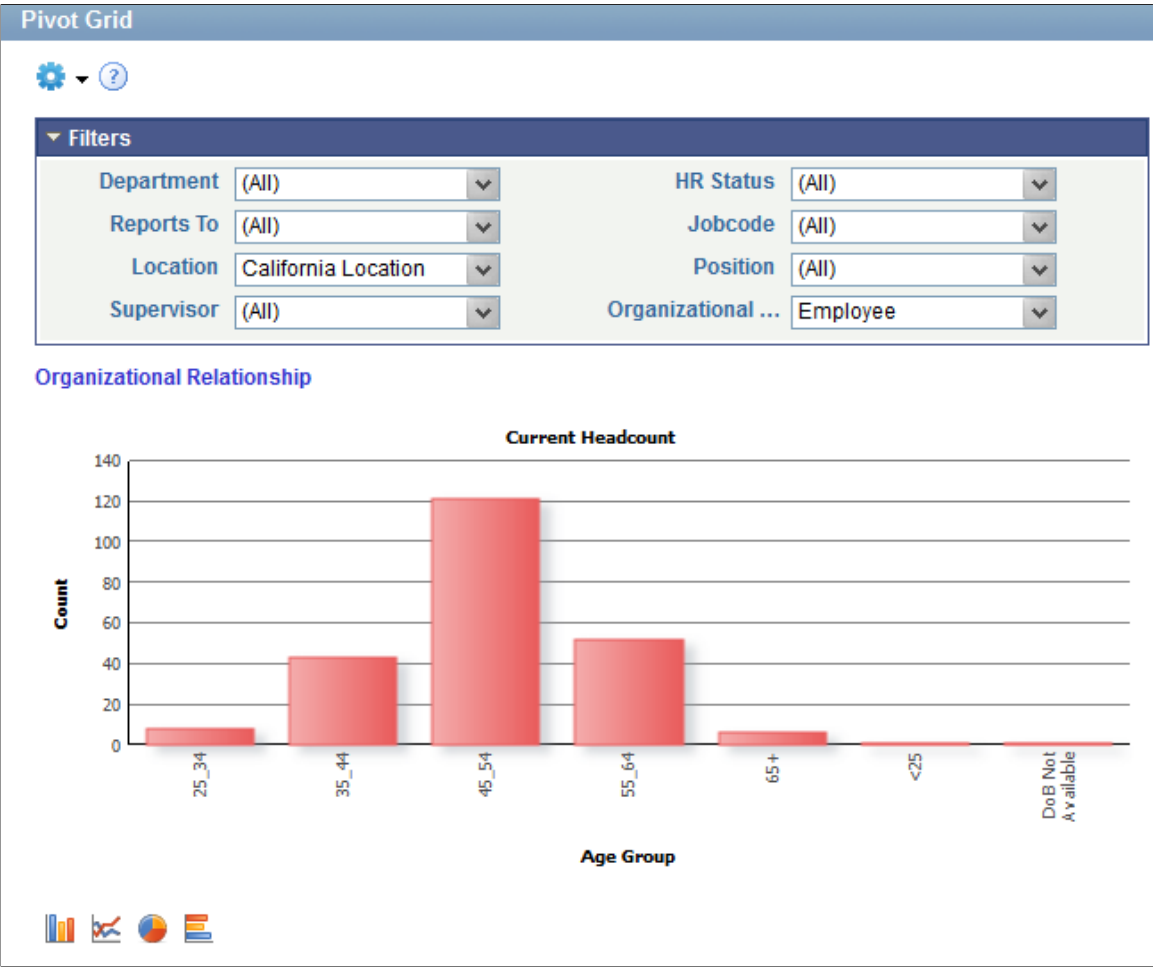 Pivot Grid
?
Filters
Department (All) HR Status (All)
Reports To (All) Jobcode (All)
Location California Location Position (All)
Supervisor (All) Organizational ... Employee
Organizational Relationship
Current Headcount
140
120
100
80
60
40
20
0
Count
25_34
35_44
45_54
55_64
65+
<25
DoB Not
Available
Age Group